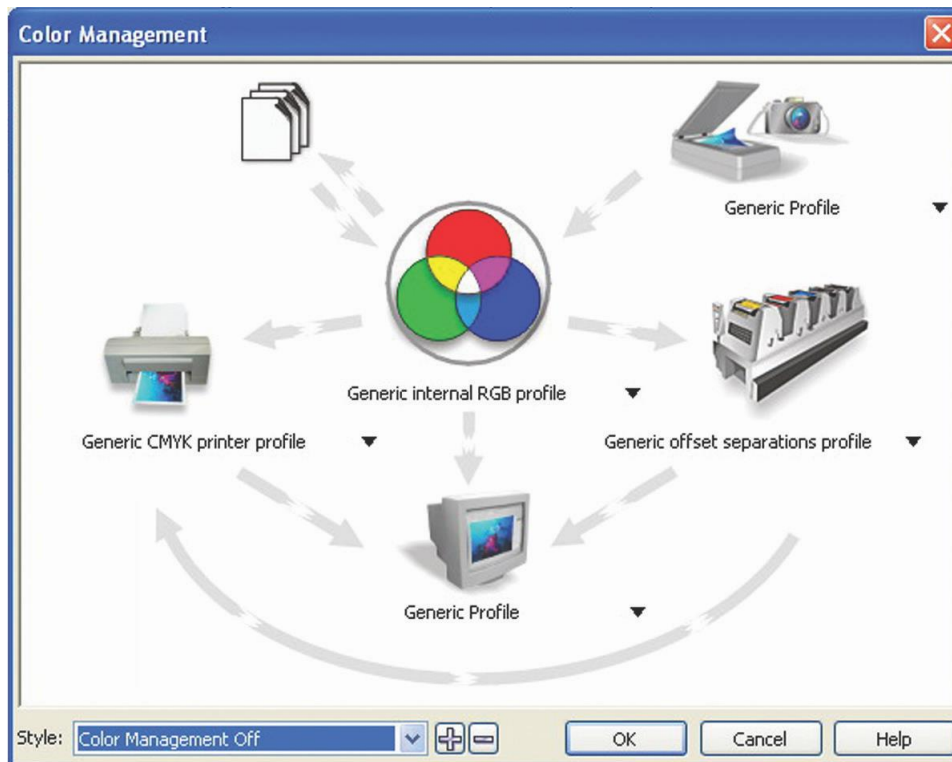 Color Management
Generic Profile
Generic internal RGB profile
Generic CMYK printer profile
Generic offset separations profile
Generic Profile
Style: Color Management Off OK Cancel Help